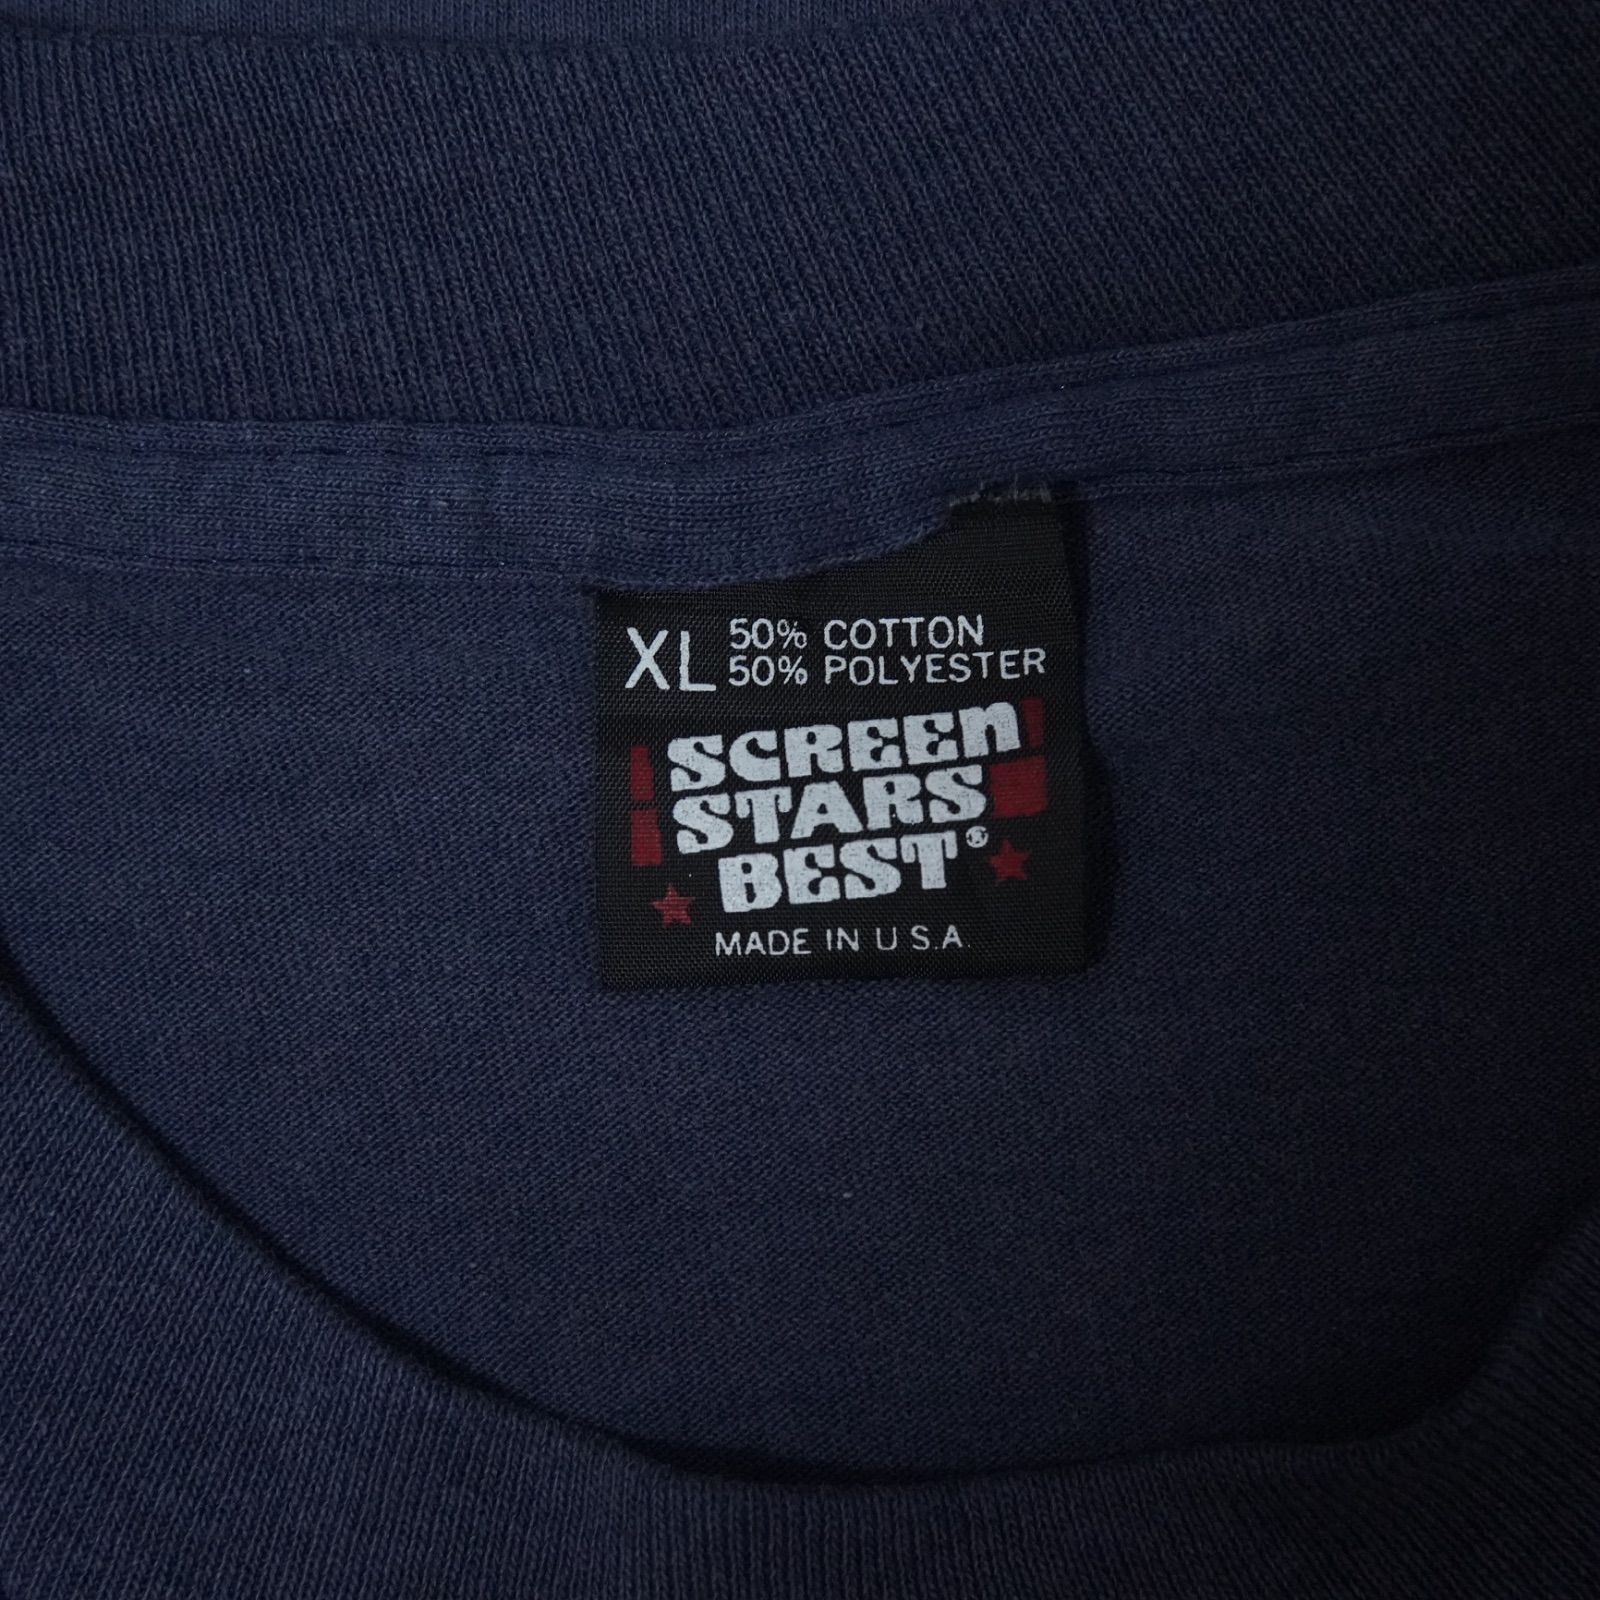 XL 50% COTTON
50% POLYESTER
SCREEN
STARS
BEST®
MADE IN U.S.A.